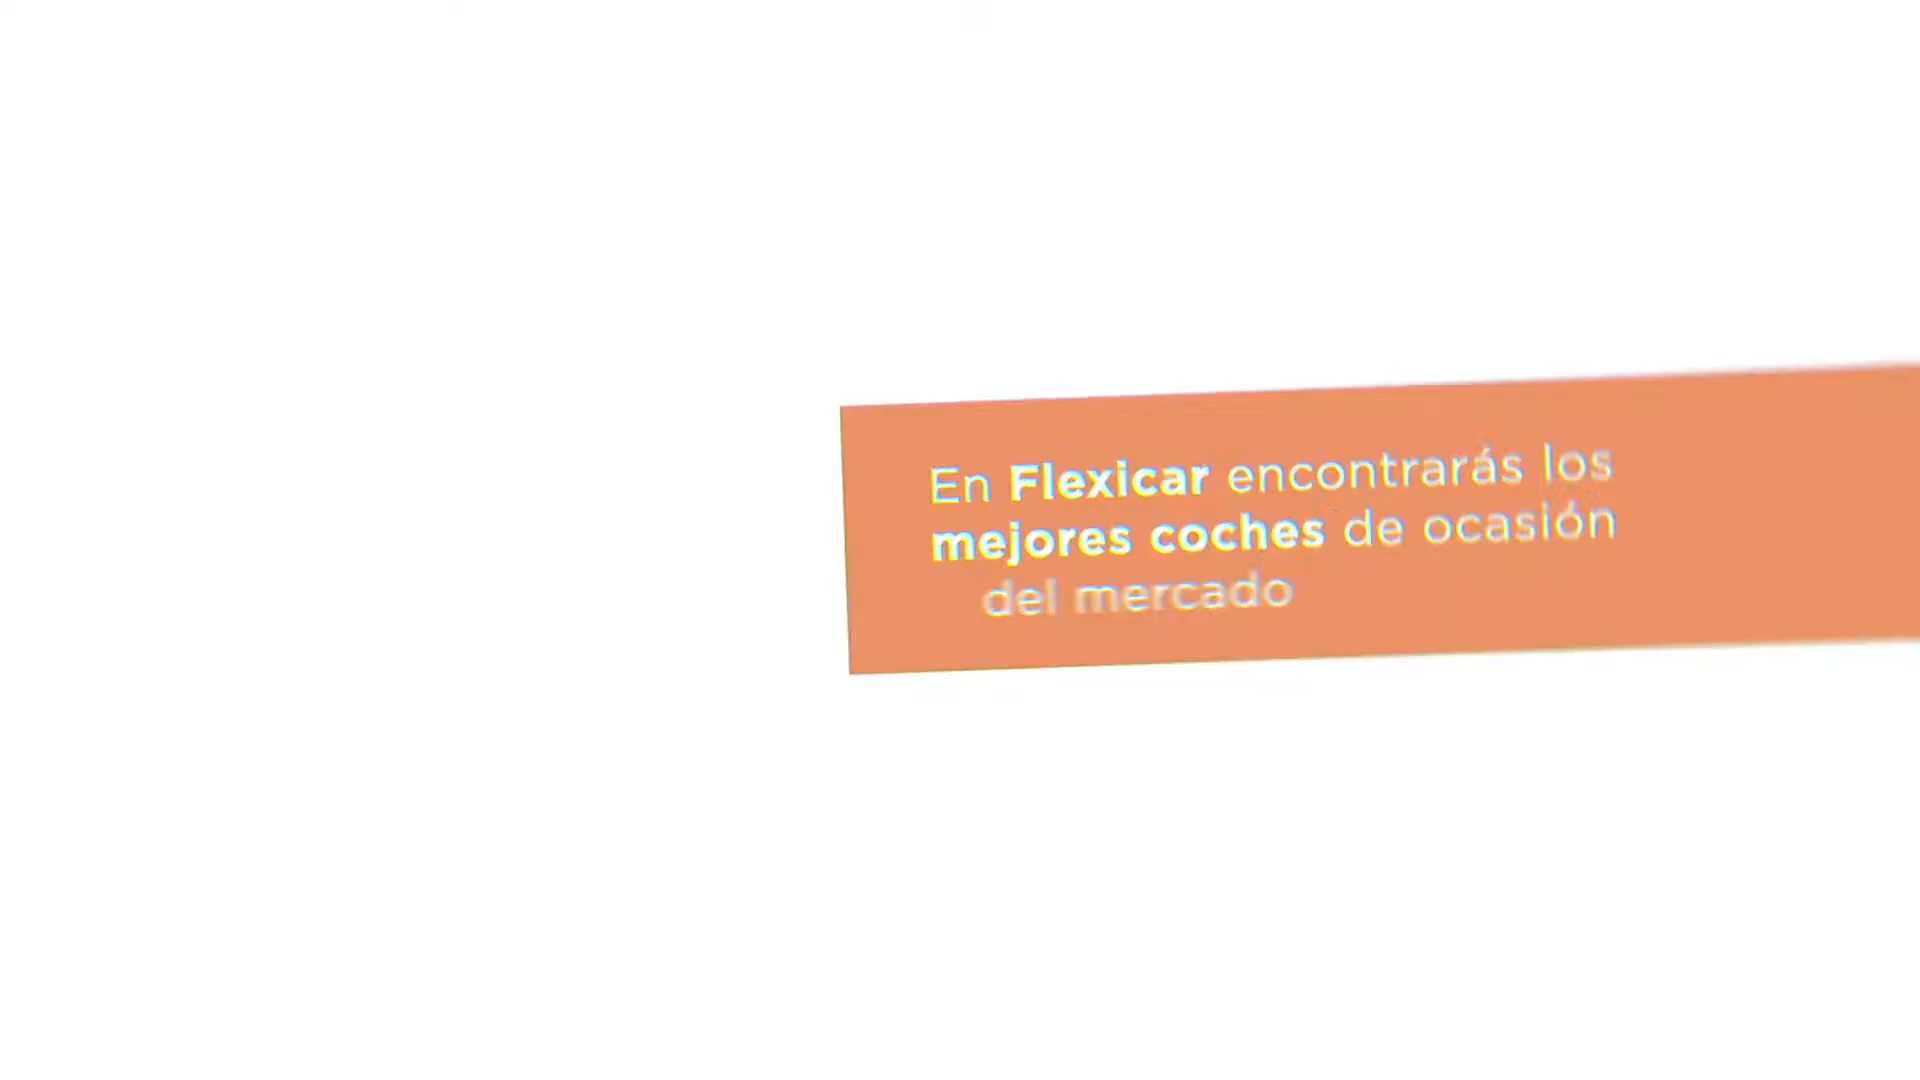 En Flexicar encontrarás los
mejores coches de ocasión
del mercado